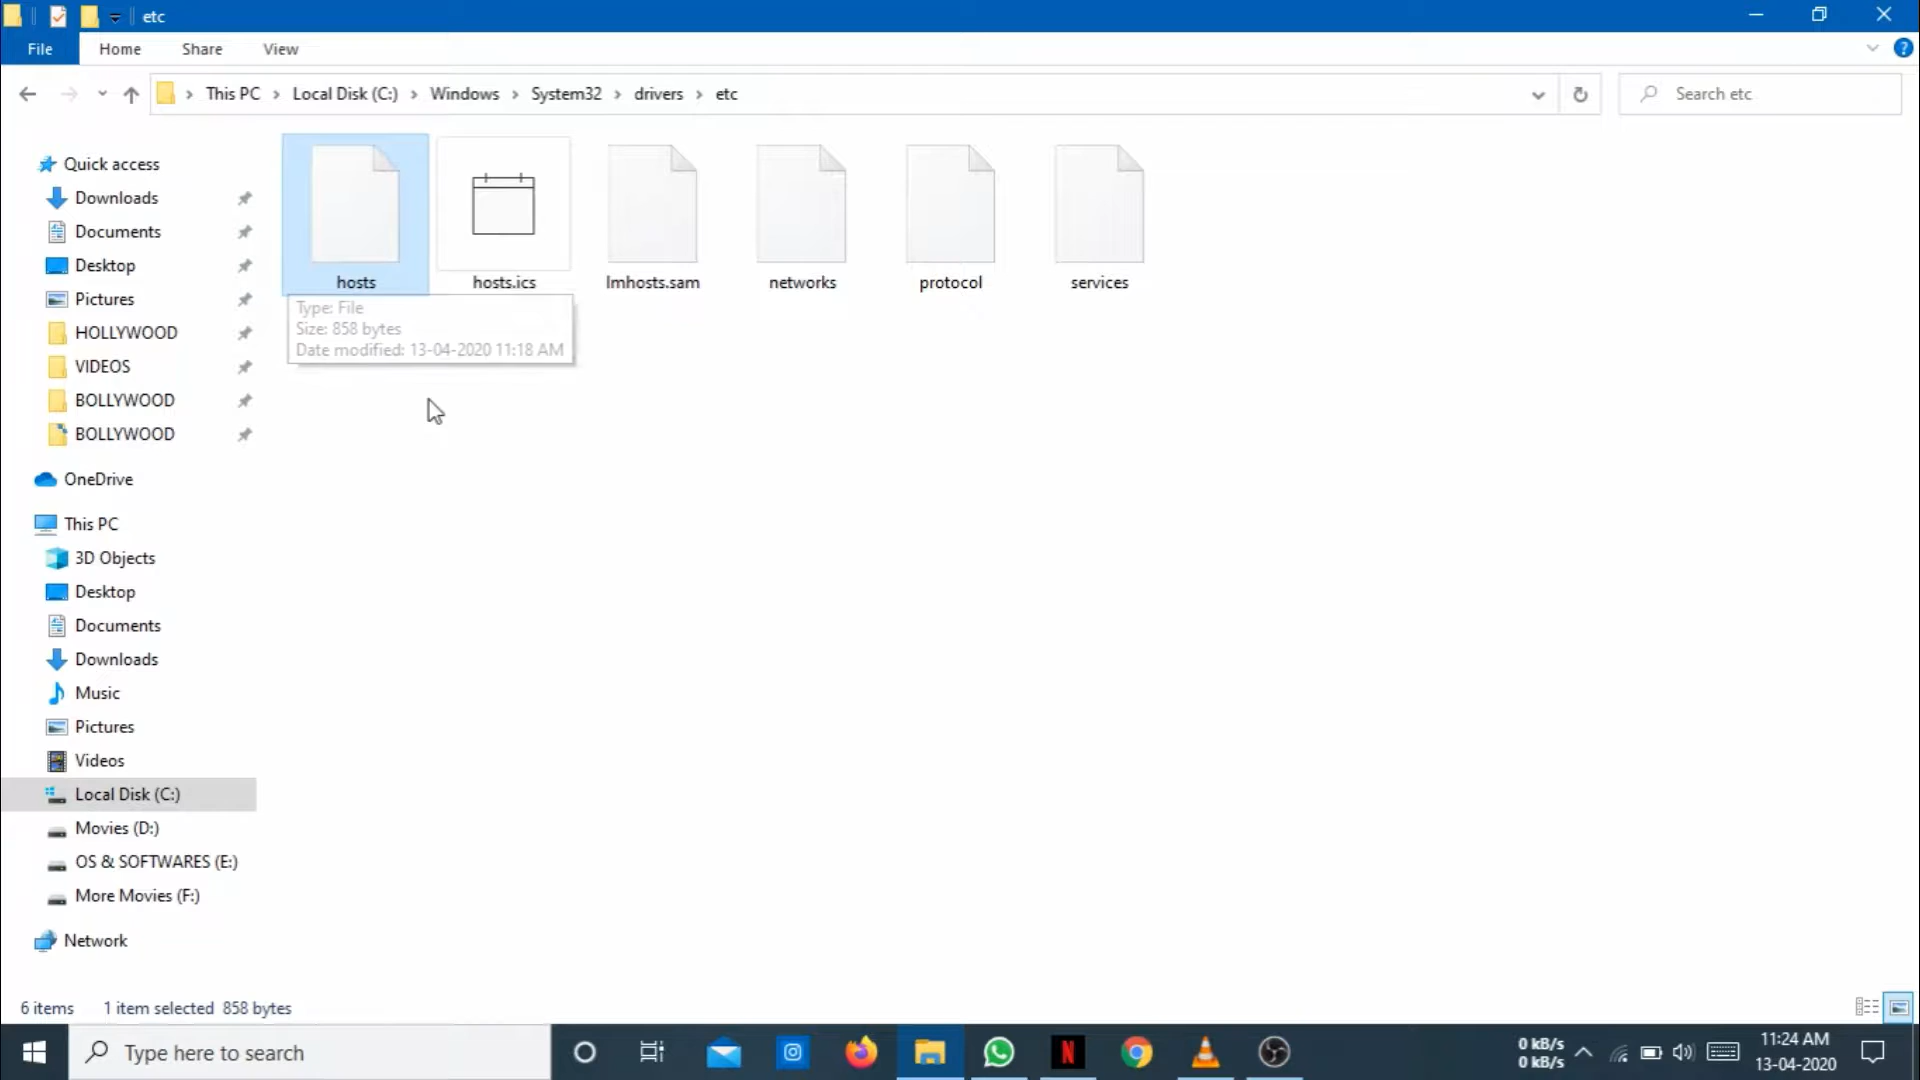 etc
File Home Share View
This PC Local Disk (C:) Windows System32 drivers etc
Search etc
Quick access
Downloads
Documents
Desktop
Pictures
HOLLYWOOD
VIDEOS
BOLLYWOOD
BOLLYWOOD
OneDrive
This PC
3D Objects
Desktop
Documents
Downloads
Music
Pictures
Videos
Local Disk (C:)
Movies (D:)
OS & SOFTWARES (E:)
More Movies (F:)
Network
hosts hosts.ics lmhosts.sam networks protocol services
Type: File
Size: 858 bytes
Date modified: 13-04-2020 11:18 AM
6 items 1 item selected 858 bytes
Type here to search
0 kB/s
0 kB/s
11:24 AM
13-04-2020